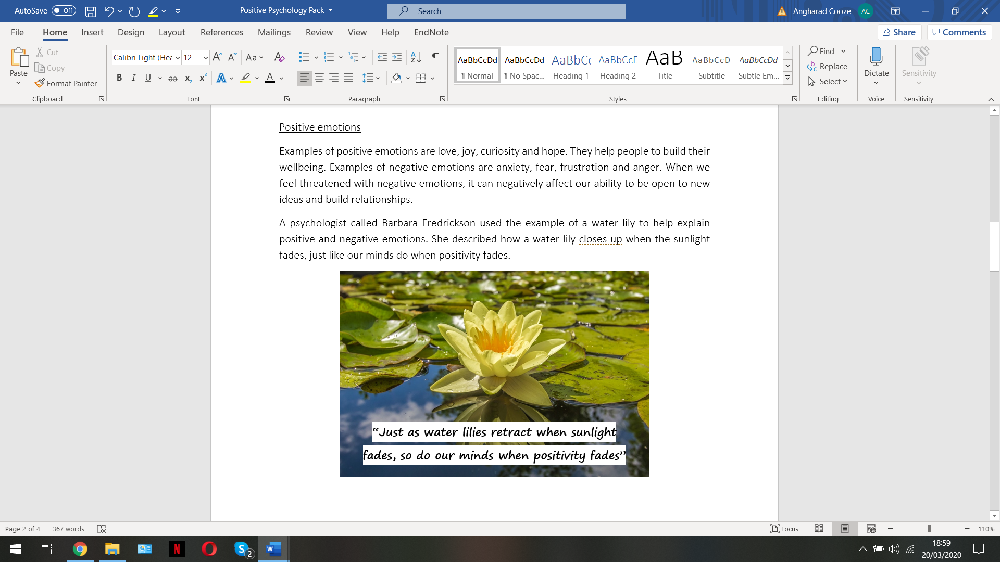 AutoSave Off Positive Psychology Pack Search Angharad Cooze AC
File Home Insert Design Layout References Mailings Review View Help EndNote Share Comments
Paste
Cut
Copy
Format Painter
Clipboard
Calibri Light (Hea 12
Font
Paragraph
AaBbCcDd AaBbCcDd AaBbCc AaBbCcD AaB AaBbCcD AaBbCcDd
¶ Normal ¶ No Spac... Heading 1 Heading 2 Title Subtitle Subtle Em...
Styles
Find
Replace
Select
Editing
Dictate
Voice
Sensitivity
Sensitivity
Positive emotions
Examples of positive emotions are love, joy, curiosity and hope. They help people to build their
wellbeing. Examples of negative emotions are anxiety, fear, frustration and anger. When we
feel threatened with negative emotions, it can negatively affect our ability to be open to new
ideas and build relationships.
A psychologist called Barbara Fredrickson used the example of a water lily to help explain
positive and negative emotions. She described how a water lily closes up when the sunlight
fades, just like our minds do when positivity fades.
“Just as water lilies retract when sunlight
fades, so do our minds when positivity fades”
Page 2 of 4 367 words Focus 110%
18:59
20/03/2020